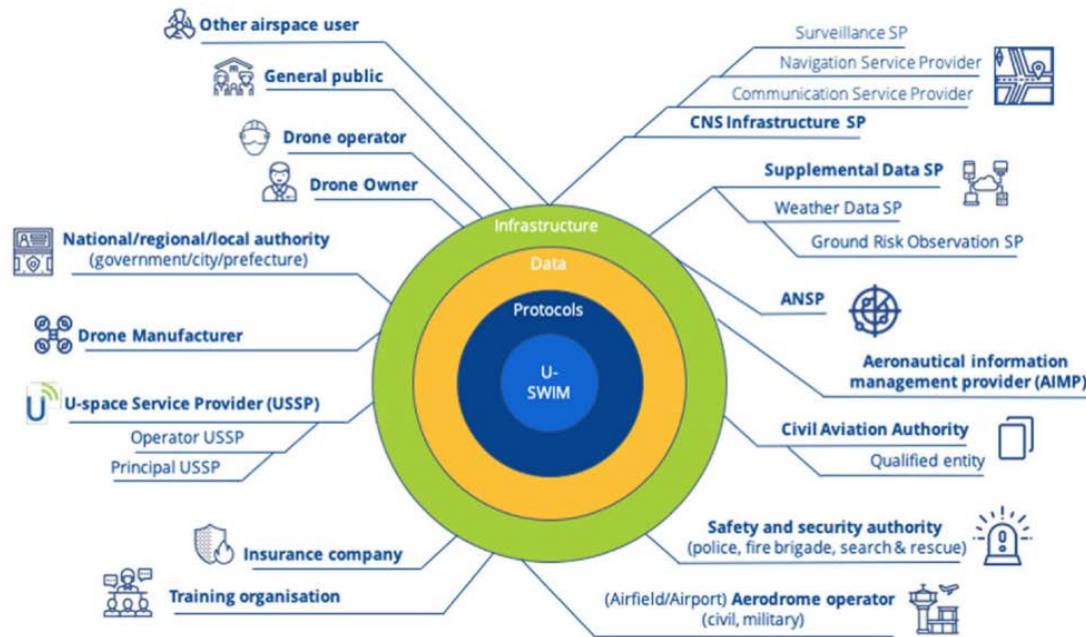 Other airspace user
General public
Drone operator
Drone Owner
National/regional/local authority
(government/city/prefecture)
Drone Manufacturer
U
U-space Service Provider (USSP)
Operator USSP
Principal USSP
Insurance company
Training organisation
Infrastructure
Data
Protocols
U-
SWIM
Surveillance SP
Navigation Service Provider
Communication Service Provider
CNS Infrastructure SP
Supplemental Data SP
Weather Data SP
Ground Risk Observation SP
ANSP
Aeronautical information
management provider (AIMP)
Civil Aviation Authority
Qualified entity
Safety and security authority
(police, fire brigade, search & rescue)
(Airfield/Airport) Aerodrome operator
(civil, military)